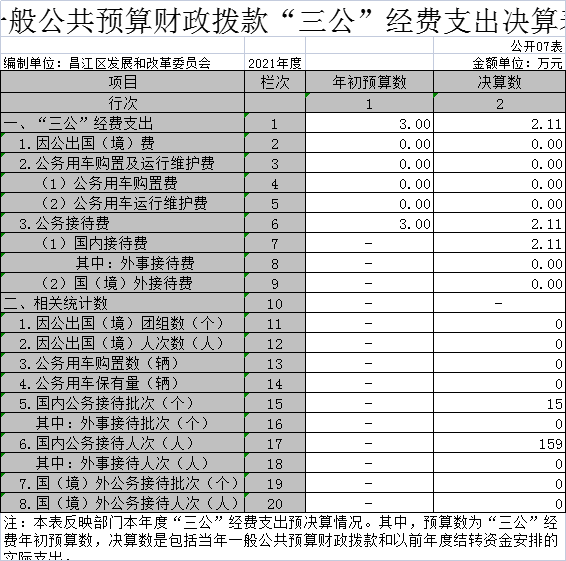 一般公共预算财政拨款“三公”经费支出决算表
公开07表
编制单位：昌江区发展和改革委员会 2021年度 金额单位：万元
项目 栏次 年初预算数 决算数
行次 1 2
一、“三公”经费支出 1 3.00 2.11
1.因公出国（境）费 2 0.00 0.00
2.公务用车购置及运行维护费 3 0.00 0.00
（1）公务用车购置费 4 0.00 0.00
（2）公务用车运行维护费 5 0.00 0.00
3.公务接待费 6 3.00 2.11
（1）国内接待费 7 - 2.11
其中：外事接待费 8 - 0.00
（2）国（境）外接待费 9 - 0.00
二、相关统计数 10 - -
1.因公出国（境）团组数（个） 11 - 0
2.因公出国（境）人次数（人） 12 - 0
3.公务用车购置数（辆） 13 - 0
4.公务用车保有量（辆） 14 - 0
5.国内公务接待批次（个） 15 - 15
其中：外事接待批次（个） 16 - 0
6.国内公务接待人次（人） 17 - 159
其中：外事接待人次（人） 18 - 0
7.国（境）外公务接待批次（个） 19 - 0
8.国（境）外公务接待人次（人） 20 - 0
注：本表反映部门本年度“三公”经费支出预决算情况。其中，预算数为“三公”经
费年初预算数，决算数是包括当年一般公共预算财政拨款和以前年度结转资金安排的
实际支出。